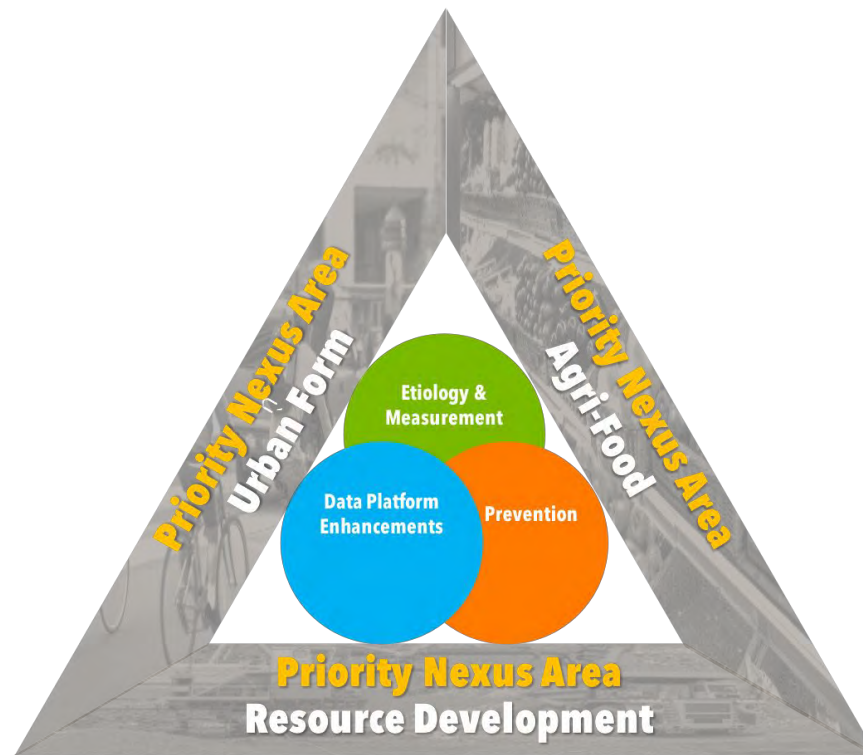 Priority Nexus Area
Urban Form
Priority Nexus Area
Agri-Food
Etiology &
Measurement
Data Platform
Enhancements
Prevention
Priority Nexus Area
Resource Development